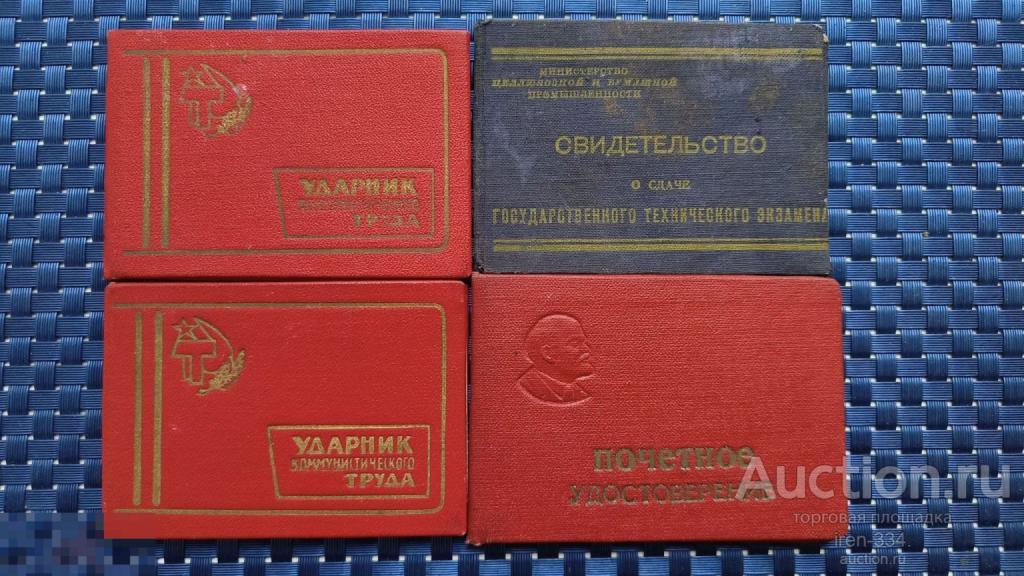 УДАРНИК
КОММУНИСТИЧЕСКОГО
ТРУДА
МИНИСТЕРСТВО
ЦЕЛЛЮЛОЗНОЙ И БУМАЖНОЙ
ПРОМЫШЛЕННОСТИ
СВИДЕТЕЛЬСТВО
О СДАЧЕ
ГОСУДАРСТВЕННОГО ТЕХНИЧЕСКОГО ЭКЗАМЕНА
УДАРНИК
КОММУНИСТИЧЕСКОГО
ТРУДА
ПОЧЕТНОЕ
УДОСТОВЕРЕНИЕ
Auction.ru
торговая площадка
iren-334.
auction.ru